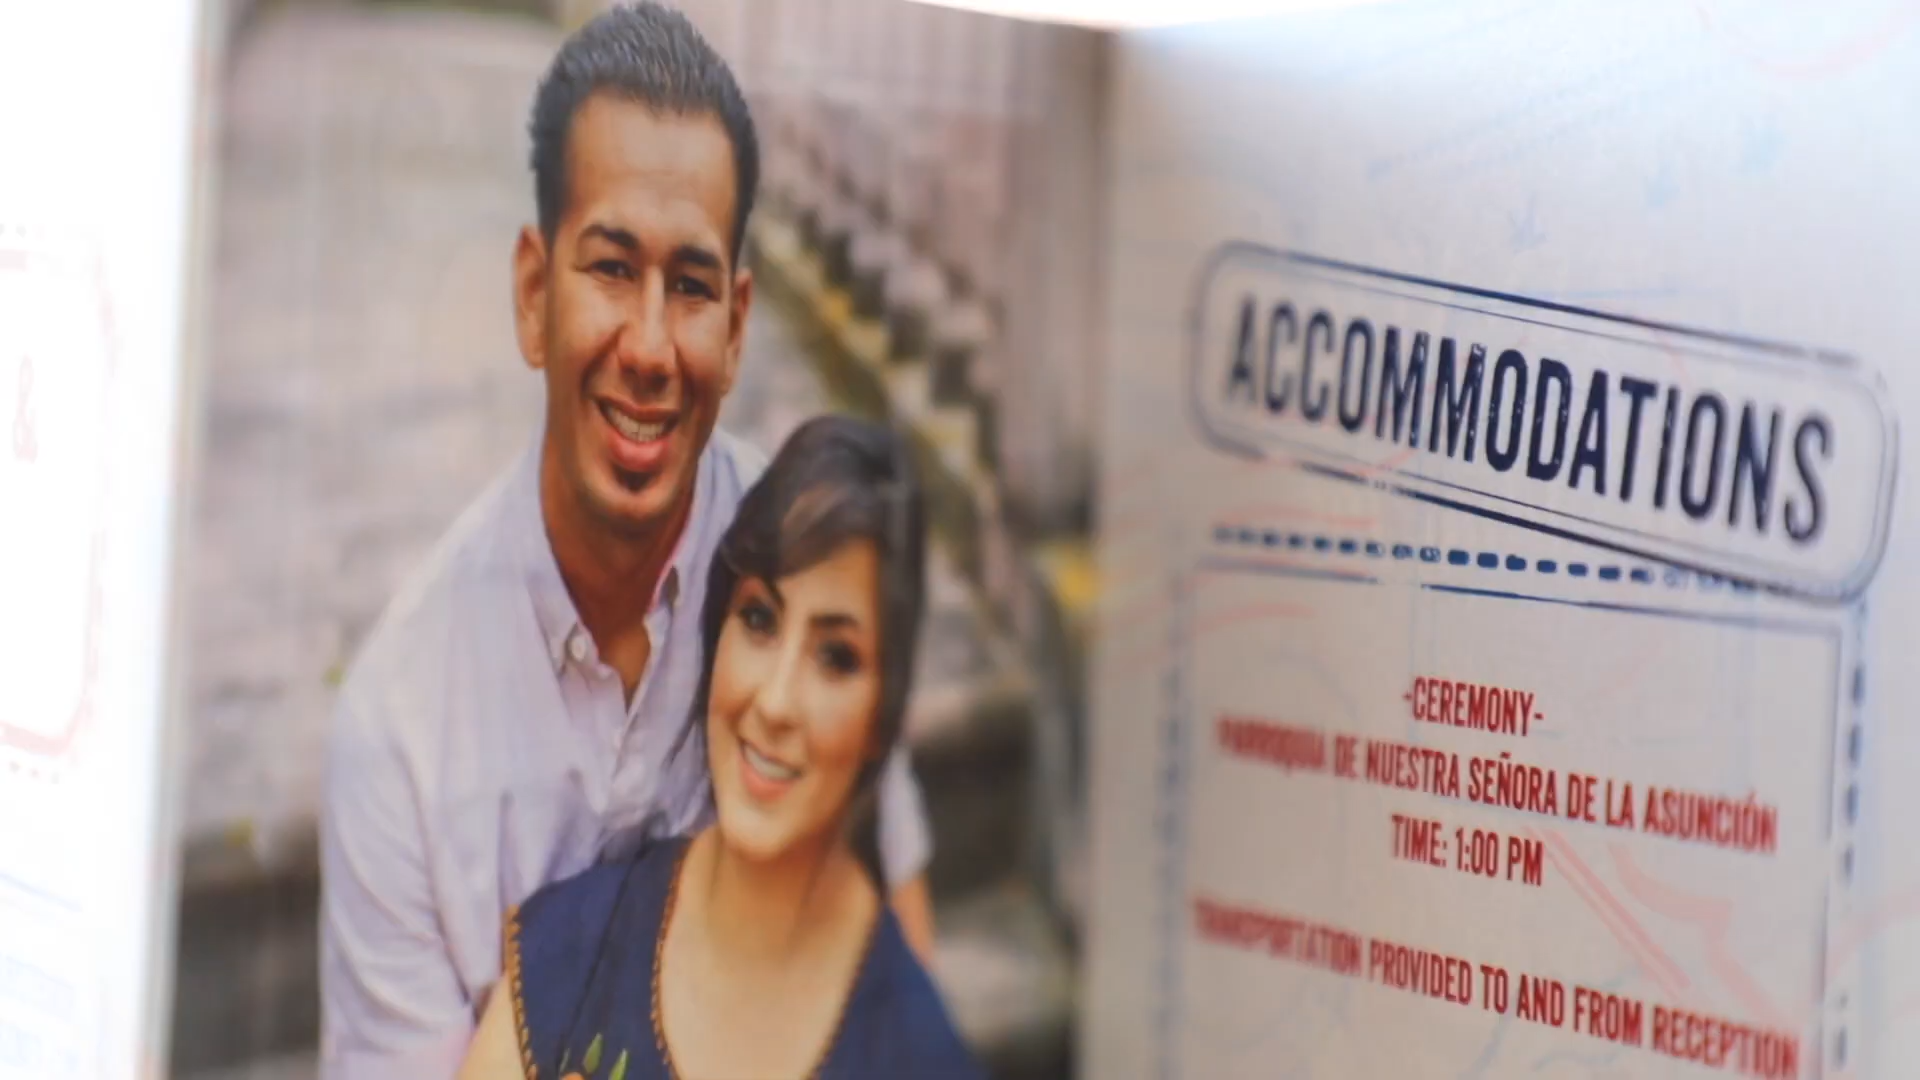 &
ACCOMMODATIONS
-CEREMONY-
PARROQUIA DE NUESTRA SEÑORA DE LA ASUNCIÓN
TIME: 1:00 PM
TRANSPORTATION PROVIDED TO AND FROM RECEPTION